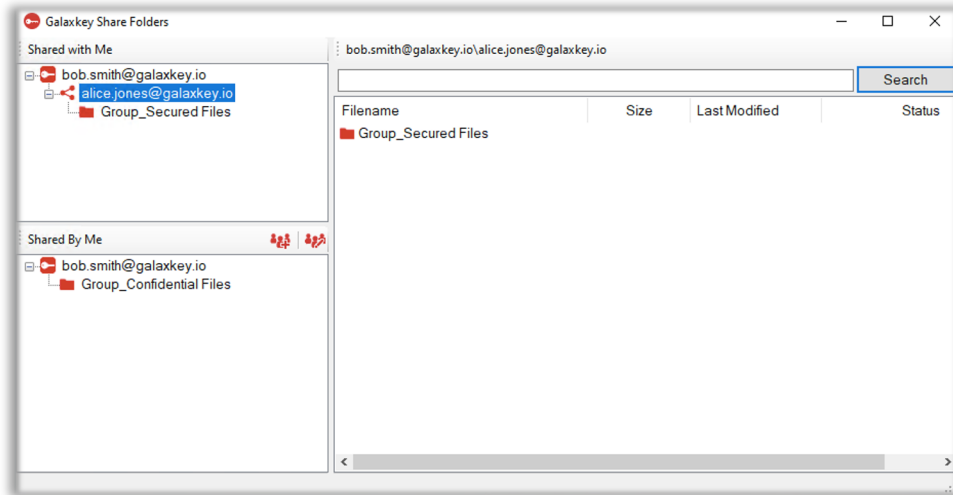 Galaxkey Share Folders
Shared with Me
bob.smith@galaxkey.io
alice.jones@galaxkey.io
Group_Secured Files
Shared By Me
bob.smith@galaxkey.io
Group_Confidential Files
bob.smith@galaxkey.io\alice.jones@galaxkey.io
Search
Filename Size Last Modified Status
Group_Secured Files